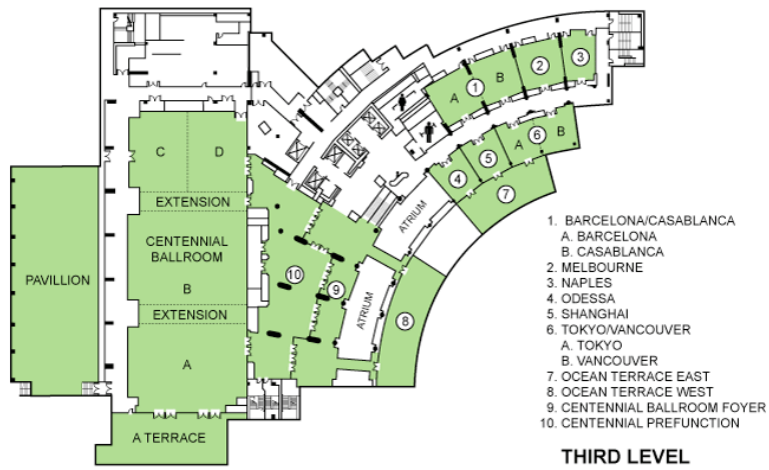 1
2
3
A
B
C
D
6
A
B
5
4
7
EXTENSION
ATRIUM
1. BARCELONA/CASABLANCA
A. BARCELONA
B. CASABLANCA
2. MELBOURNE
3. NAPLES
4. ODESSA
5. SHANGHAI
6. TOKYO/VANCOUVER
A. TOKYO
B. VANCOUVER
7. OCEAN TERRACE EAST
8. OCEAN TERRACE WEST
9. CENTENNIAL BALLROOM FOYER
10. CENTENNIAL PREFUNCTION
THIRD LEVEL
PAVILLION
CENTENNIAL
BALLROOM
B
10
9
ATRIUM
8
EXTENSION
A
A TERRACE